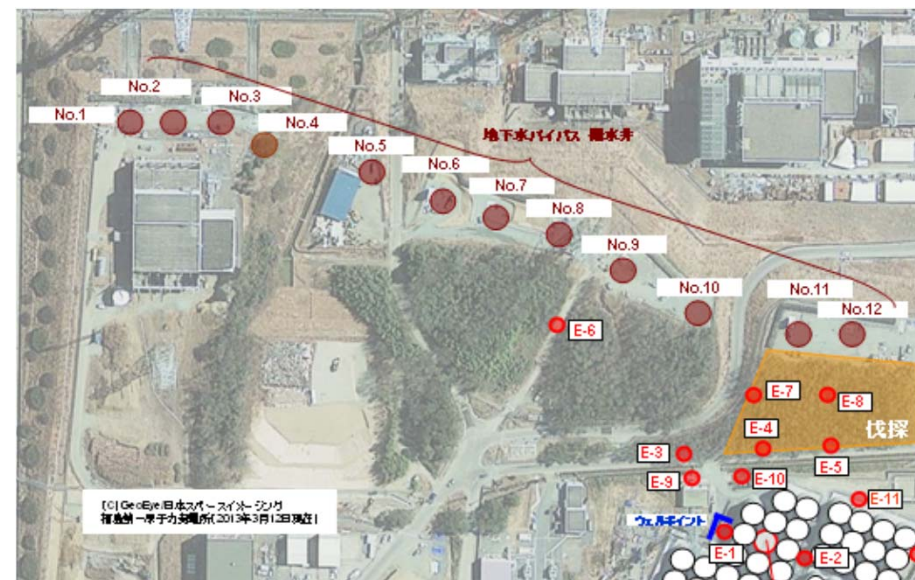 No.1
No.2
No.3
No.4
No.5
No.6
No.7
No.8
No.9
No.10
No.11
No.12
地下水バイパス 揚水井
E-6
E-7
E-8
E-4
E-5
伐採
E-3
E-9
E-10
E-11
ウェルポイント
E-1
E-2
(C)GeoEye/日本スペースイメージング
福島第一原子力発電所(2013年3月12日現在)